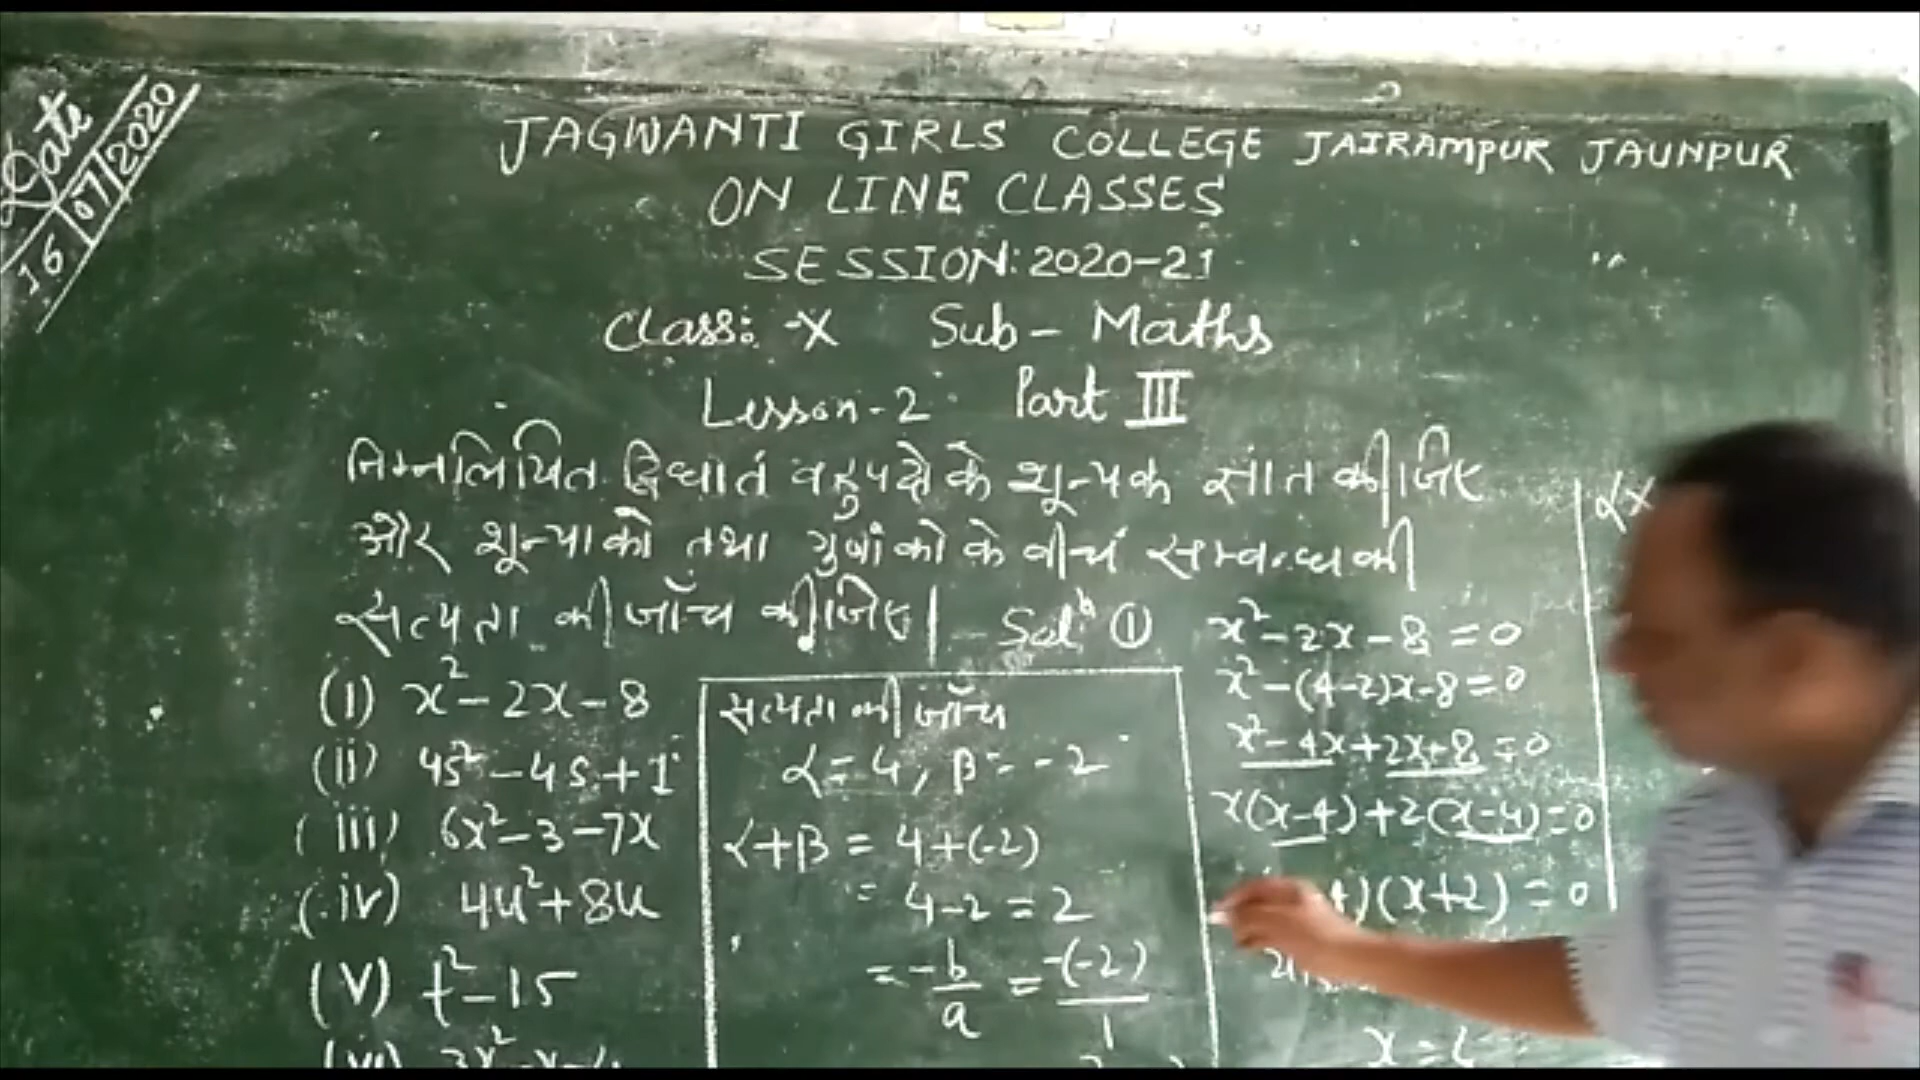 Date
16/07/2020
JAGWANTI GIRLS COLLEGE JAIRAMPUR JAUNPUR
ON LINE CLASSES
SESSION: 2020-21
Class: -X Sub- Maths
Lesson-2 Part III
निम्नलिखित द्विघात बहुपदो के शून्यक ज्ञात कीजिए
और शून्यांको तथा गुणांको के बीच सम्बन्ध की
सत्यता की जाँच कीजिए|
(i) x²-2x-8
(ii) 4s²-4s+1
(iii) 6x²-3-7x
(iv) 4u²+8u
(v) t²-15
सत्यता की जाँच
α=4, β=-2
α+β = 4+(-2)
= 4-2 = 2
= -b/a = -(-2)/1
Solⁿ ①
x²-2x-8=0
x²-(4-2)x-8=0
x²-4x+2x+8=0
x(x-4)+2(x-4)=0
4)(x+2)=0
αx